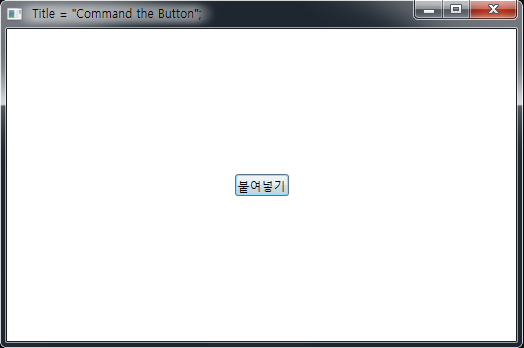 Title = "Command the Button";
붙여넣기